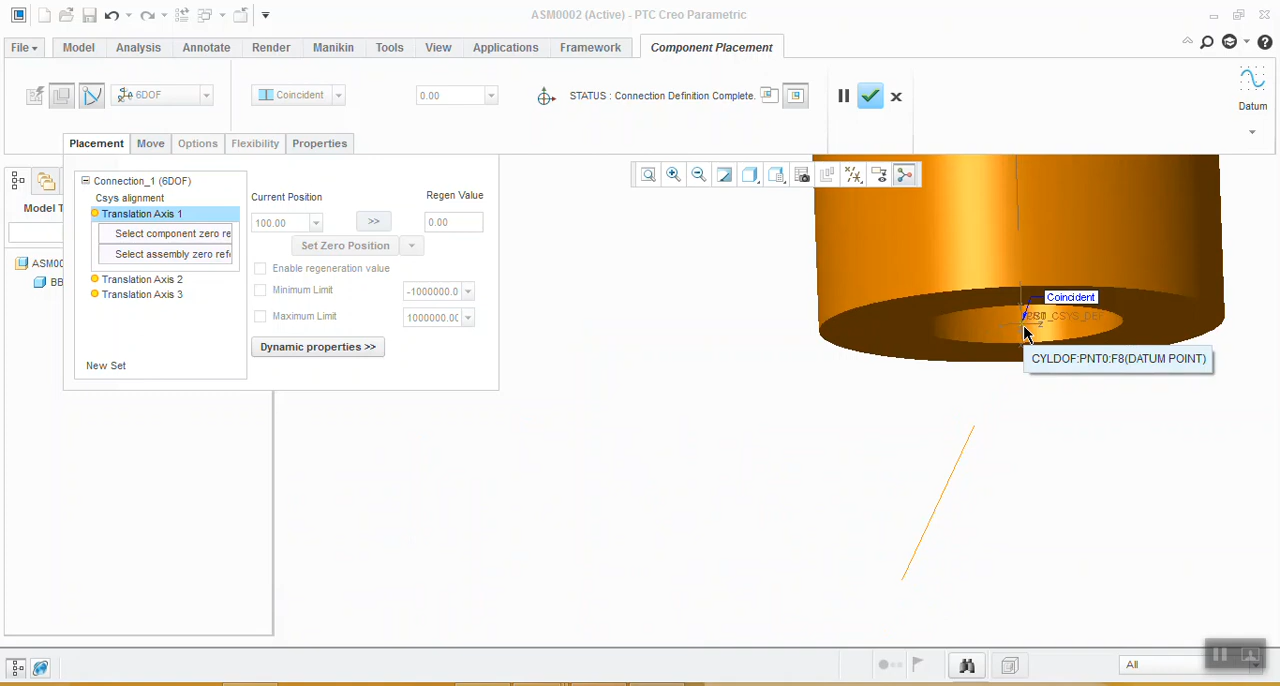 ASM0002 (Active) - PTC Creo Parametric
File Model Analysis Annotate Render Manikin Tools View Applications Framework Component Placement
6DOF Coincident 0.00 STATUS : Connection Definition Complete.
Datum
Placement Move Options Flexibility Properties
Connection_1 (6DOF)
Csys alignment
Translation Axis 1
Select component zero re
Select assembly zero refe
Translation Axis 2
Translation Axis 3
New Set
Current Position Regen Value
100.00 >> 0.00
Set Zero Position
Enable regeneration value
Minimum Limit -1000000.0
Maximum Limit 1000000.00
Dynamic properties >>
Model T
ASM00
BB
Coincident
CYLDOF:PNT0:F8(DATUM POINT)
All